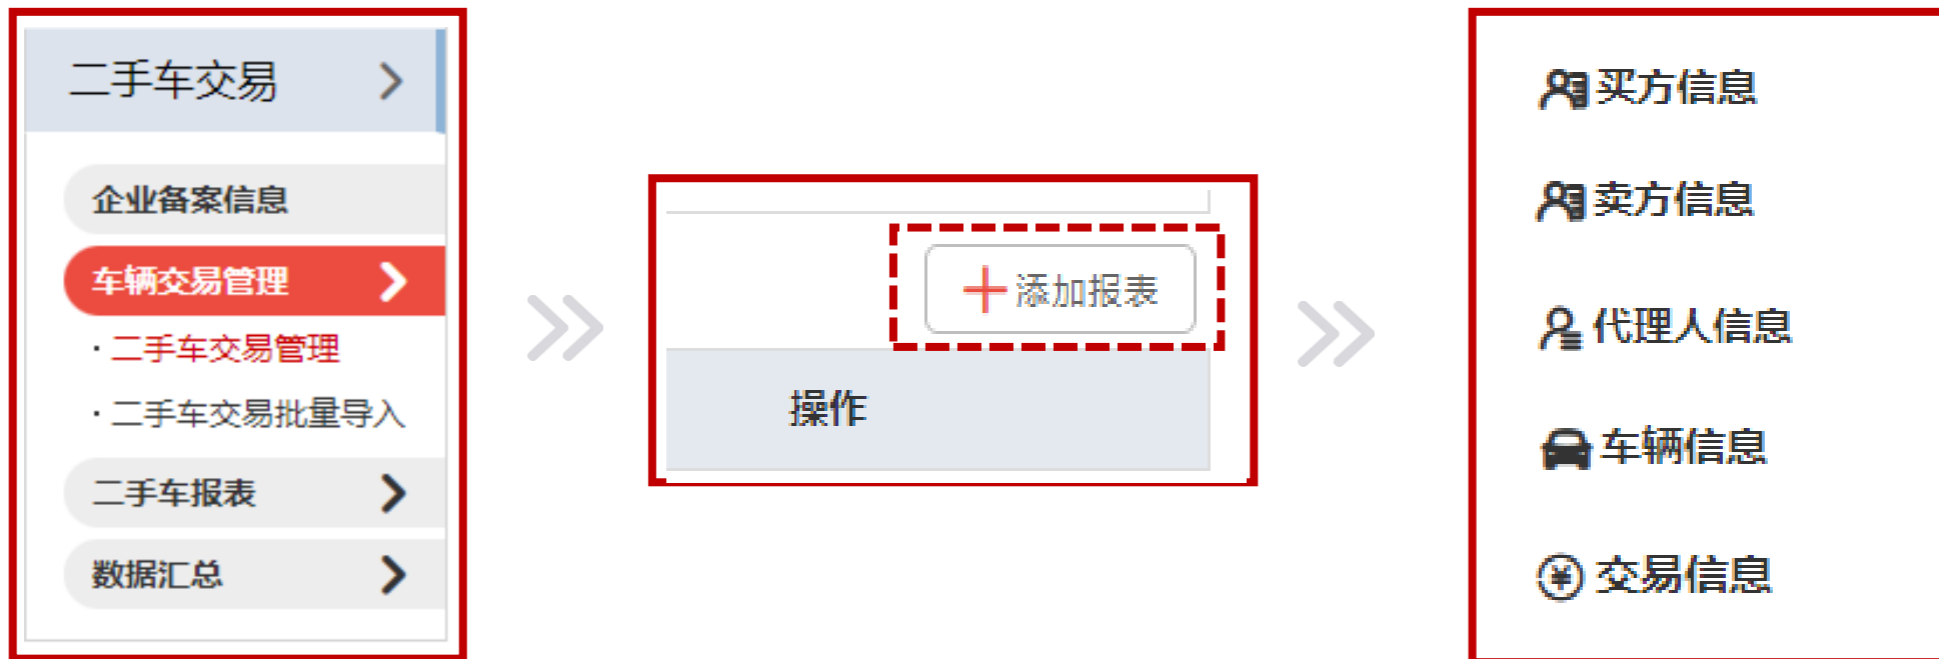 二手车交易
企业备案信息
车辆交易管理
· 二手车交易管理
· 二手车交易批量导入
二手车报表
数据汇总
添加报表
操作
买方信息
卖方信息
代理人信息
车辆信息
交易信息